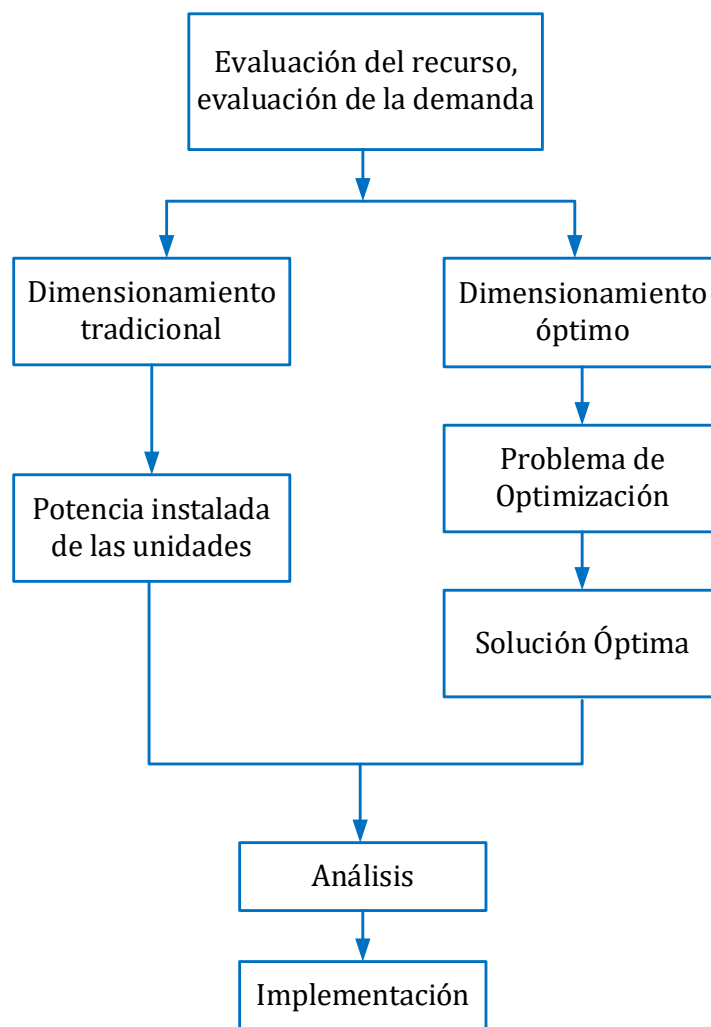 Evaluación del recurso,
evaluación de la demanda
Dimensionamiento
tradicional
Dimensionamiento
óptimo
Problema de
Optimización
Potencia instalada
de las unidades
Solución Óptima
Análisis
Implementación